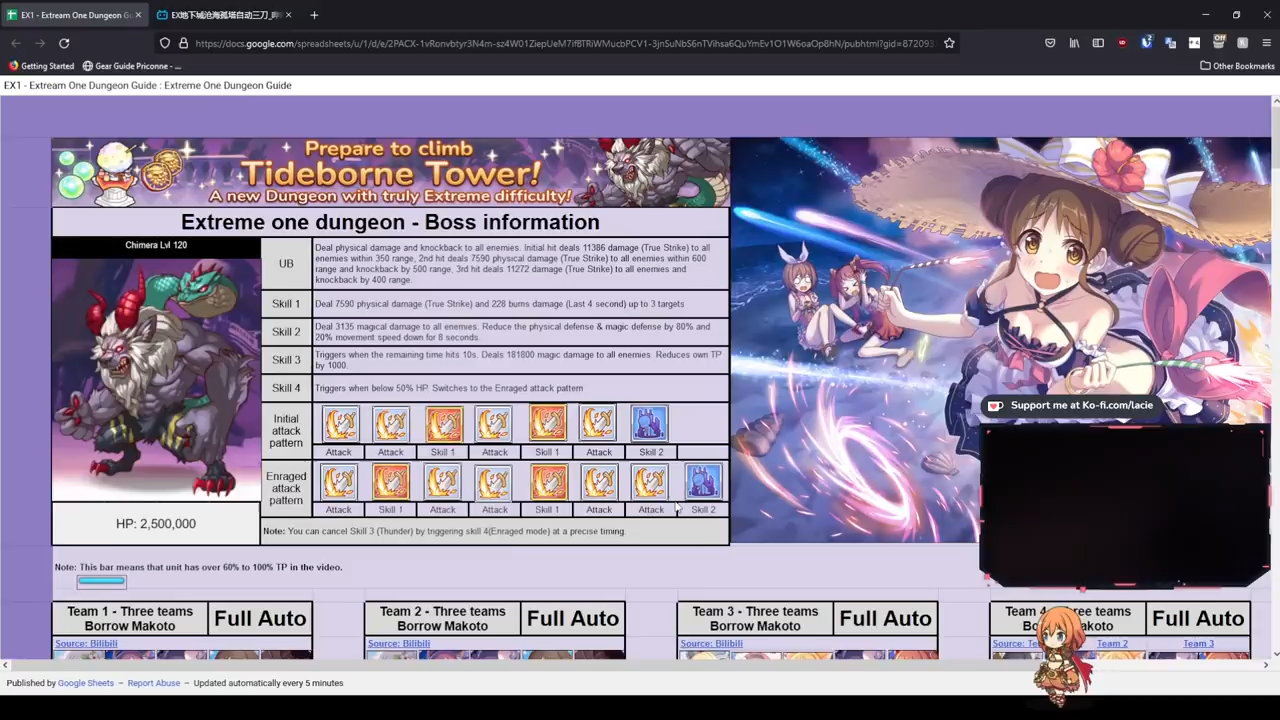 EX1 - Extream One Dungeon G
EX地下城沧海孤塔自动三刀_
Off
https://docs.google.com/spreadsheets/u/1/d/e/2PACX-1vRonvbtyr3N4m-sz4W01ZiepUeM7ifBTRiWMucbPCV1-3jnSuNbS6nTVihsa6QuYmEv1O1W6oaOp8hN/pubhtml?gid=87209
Getting Started
Gear Guide Priconne - ...
Other Bookmarks
EX1 - Extream One Dungeon Guide : Extreme One Dungeon Guide
Prepare to climb
Tideborne Tower!
A new Dungeon with truly Extreme difficulty!
Extreme one dungeon - Boss information
Chimera Lvl 120
UB
Deal physical damage and knockback to all enemies. Initial hit deals 11386 damage (True Strike) to all
enemies within 350 range, 2nd hit deals 7590 physical damage (True Strike) to all enemies within 600
range and knockback by 500 range, 3rd hit deals 11272 damage (True Strike) to all enemies and
knockback by 400 range.
Skill 1
Deal 7590 physical damage (True Strike) and 228 burns damage (Last 4 second) up to 3 targets
Skill 2
Deal 3135 magical damage to all enemies. Reduce the physical defense & magic defense by 80% and
20% movement speed down for 8 seconds.
Skill 3
Triggers when the remaining time hits 10s. Deals 181800 magic damage to all enemies. Reduces own TP
by 1000.
Skill 4
Triggers when below 50% HP. Switches to the Enraged attack pattern
Initial
attack
pattern
Attack Attack Skill 1 Attack Skill 1 Attack Skill 2
Enraged
attack
pattern
Attack Skill 1 Attack Attack Skill 1 Attack Attack Skill 2
HP: 2,500,000
Note: You can cancel Skill 3 (Thunder) by triggering skill 4(Enraged mode) at a precise timing.
Support me at Ko-fi.com/lacie
Note: This bar means that unit has over 60% to 100% TP in the video.
Team 1 - Three teams
Borrow Makoto
Full Auto
Source: Bilibili
Team 2 - Three teams
Borrow Makoto
Full Auto
Source: Bilibili
Team 3 - Three teams
Borrow Makoto
Full Auto
Source: Bilibili
Team 4 ee teams
Bo akoto
Full Auto
Source: Te Team 2 Team 3
Published by Google Sheets – Report Abuse – Updated automatically every 5 minutes